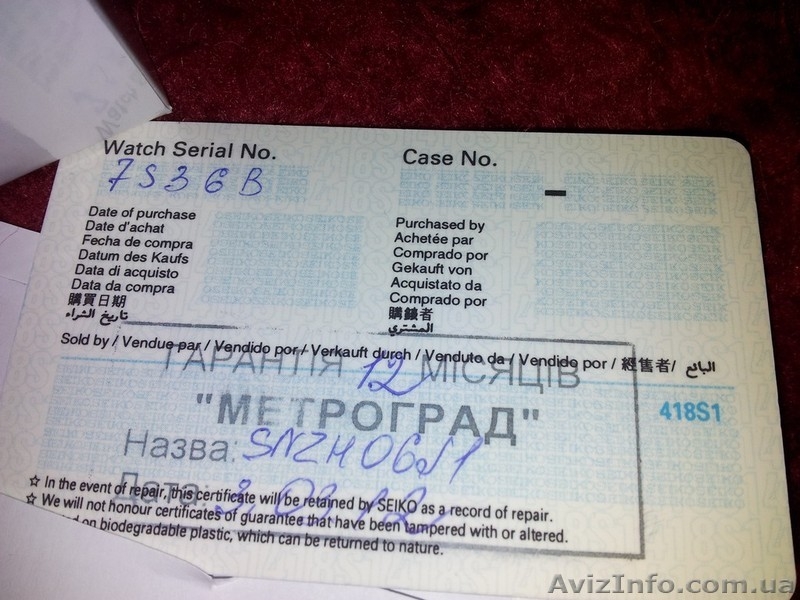 Watch
Watch Serial No.
7S36B
Case No.
-
Date of purchase
Date d'achat
Fecha de compra
Datum des Kaufs
Data di acquisto
Data da compra
購買日期
تاريخ الشراء
Purchased by
Achetée par
Comprado por
Gekauft von
Acquistato da
Comprado por
購錶者
المشتري
Sold by / Vendue par / Vendido por / Verkauft durch / Venduto da / Vendido por / 經售者/ البائع
ГАРАНТІЯ 12 МІСЯЦІВ
"МЕТРОГРАД"
418S1
Назва: SNZH06J1
Дата:
☆ In the event of repair, this certificate will be retained by SEIKO as a record of repair.
☆ We will not honour certificates of guarantee that have been tampered with or altered.
on biodegradable plastic, which can be returned to nature.
AvizInfo.com.ua